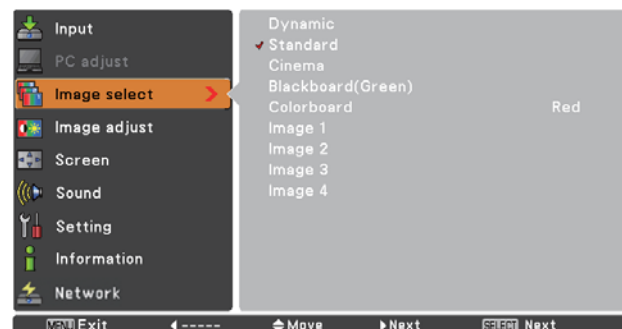 Input
PC adjust
Image select
Image adjust
Screen
Sound
Setting
Information
Network
Dynamic
Standard
Cinema
Blackboard(Green)
Colorboard Red
Image 1
Image 2
Image 3
Image 4
MENU Exit ----- Move Next SELECT Next